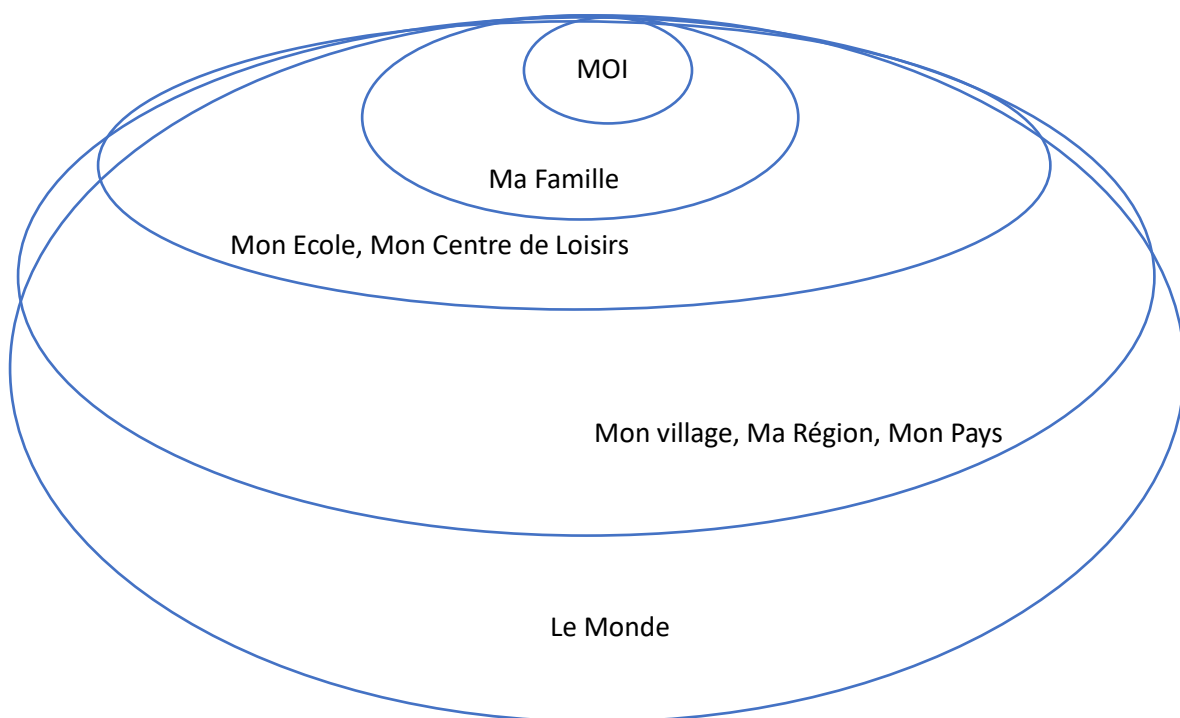 MOI
Ma Famille
Mon Ecole, Mon Centre de Loisirs
Mon village, Ma Région, Mon Pays
Le Monde